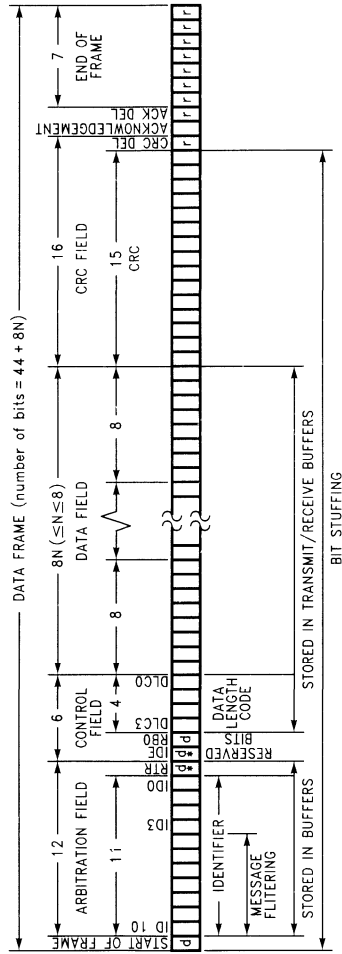 DATA FRAME (number of bits = 44 + 8N)
12
ARBITRATION FIELD
6
CONTROL
FIELD
8N (≤N≤8)
DATA FIELD
16
CRC FIELD
7
END OF
FRAME
11
4
8
8
15
CRC
START OF FRAME
ID 10
ID3
ID0
RTR
IDE
RB0
DLC3
DLC0
CRC DEL
ACKNOWLEDGEMENT
ACK DEL
d
d*
d*
d
r
r
r
r
r
r
r
r
r
IDENTIFIER
MESSAGE
FLITERING
RESERVED
BITS
DATA
LENGTH
CODE
STORED IN BUFFERS
STORED IN TRANSMIT/RECEIVE BUFFERS
BIT STUFFING